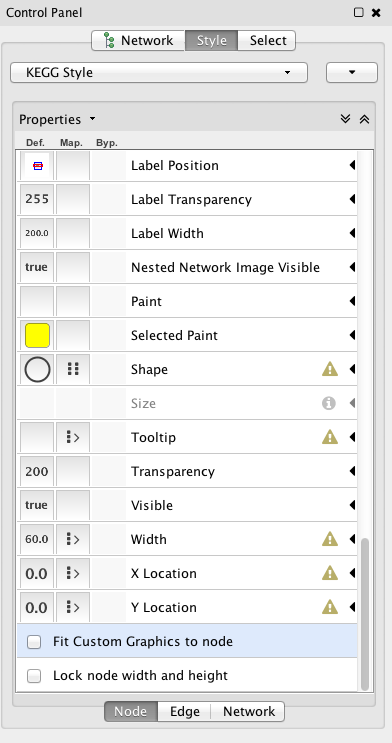 Control Panel
Network Style Select
KEGG Style
Properties
Def. Map. Byp.
Label Position
255 Label Transparency
200.0 Label Width
true Nested Network Image Visible
Paint
Selected Paint
Shape
Size
Tooltip
200 Transparency
true Visible
60.0 Width
0.0 X Location
0.0 Y Location
Fit Custom Graphics to node
Lock node width and height
Node Edge Network